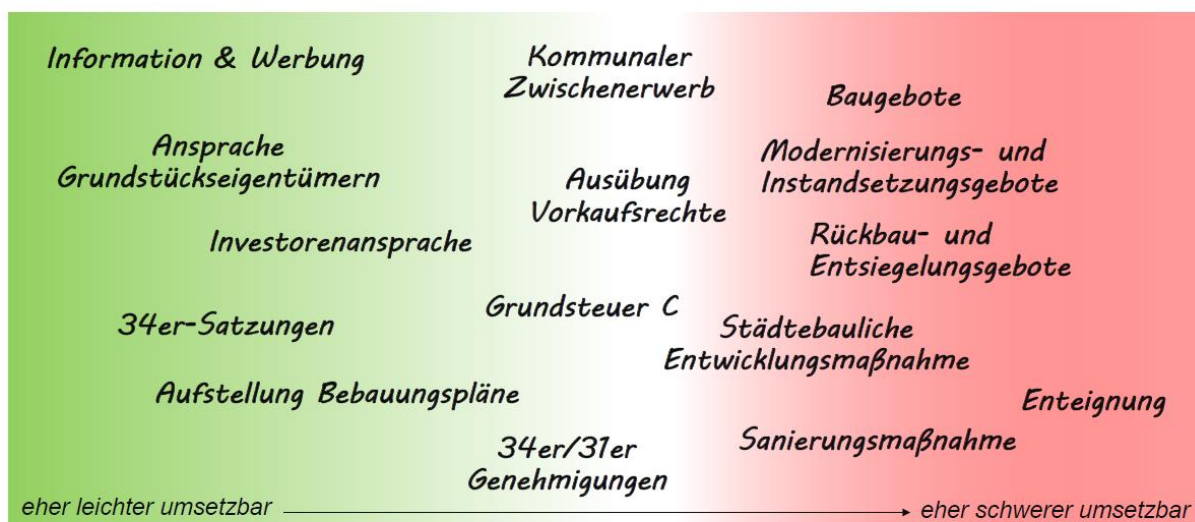 Information & Werbung
Kommunaler
Zwischenerwerb
Baugebote
Ansprache
Grundstückseigentümern
Modernisierungs- und
Instandsetzungsgebote
Ausübung
Vorkaufsrechte
Investorenansprache
Rückbau- und
Entsiegelungsgebote
Grundsteuer C
34er-Satzungen
Städtebauliche
Entwicklungsmaßnahme
Aufstellung Bebauungspläne
Enteignung
34er/31er
Genehmigungen
Sanierungsmaßnahme
eher leichter umsetzbar
eher schwerer umsetzbar